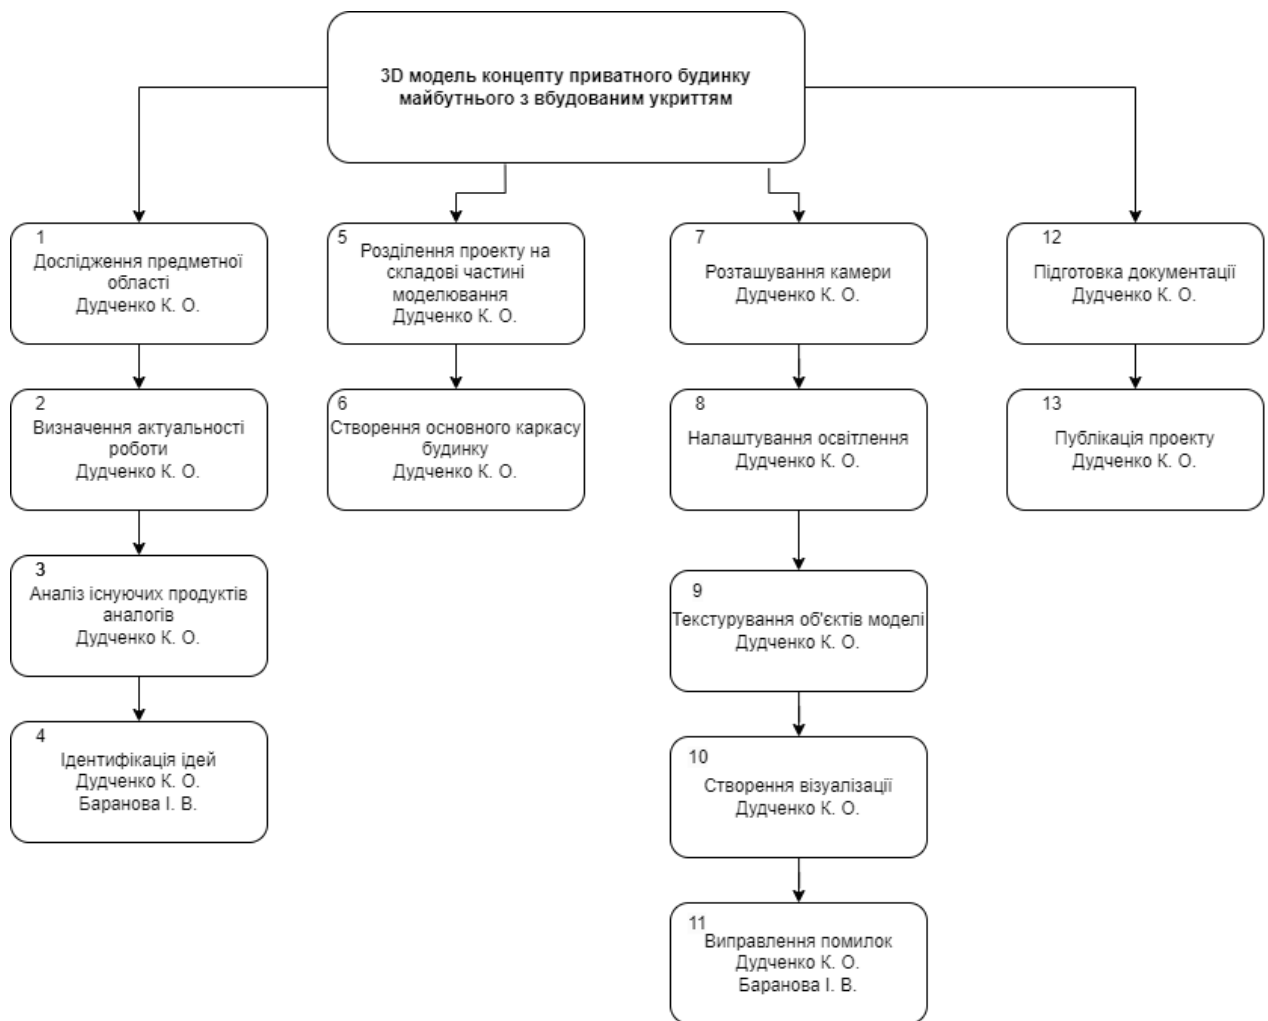 3D модель концепту приватного будинку
майбутнього з вбудованим укриттям
1
Дослідження предметної
області
Дудченко К. О.
2
Визначення актуальності
роботи
Дудченко К. О.
3
Аналіз існуючих продуктів
аналогів
Дудченко К. О.
4
Ідентифікація ідей
Дудченко К. О.
Баранова І. В.
5
Розділення проекту на
складові частині
моделювання
Дудченко К. О.
6
Створення основного каркасу
будинку
Дудченко К. О.
7
Розташування камери
Дудченко К. О.
8
Налаштування освітлення
Дудченко К. О.
9
Текстурування об'єктів моделі
Дудченко К. О.
10
Створення візуалізації
Дудченко К. О.
11
Виправлення помилок
Дудченко К. О.
Баранова І. В.
12
Підготовка документації
Дудченко К. О.
13
Публікація проекту
Дудченко К. О.